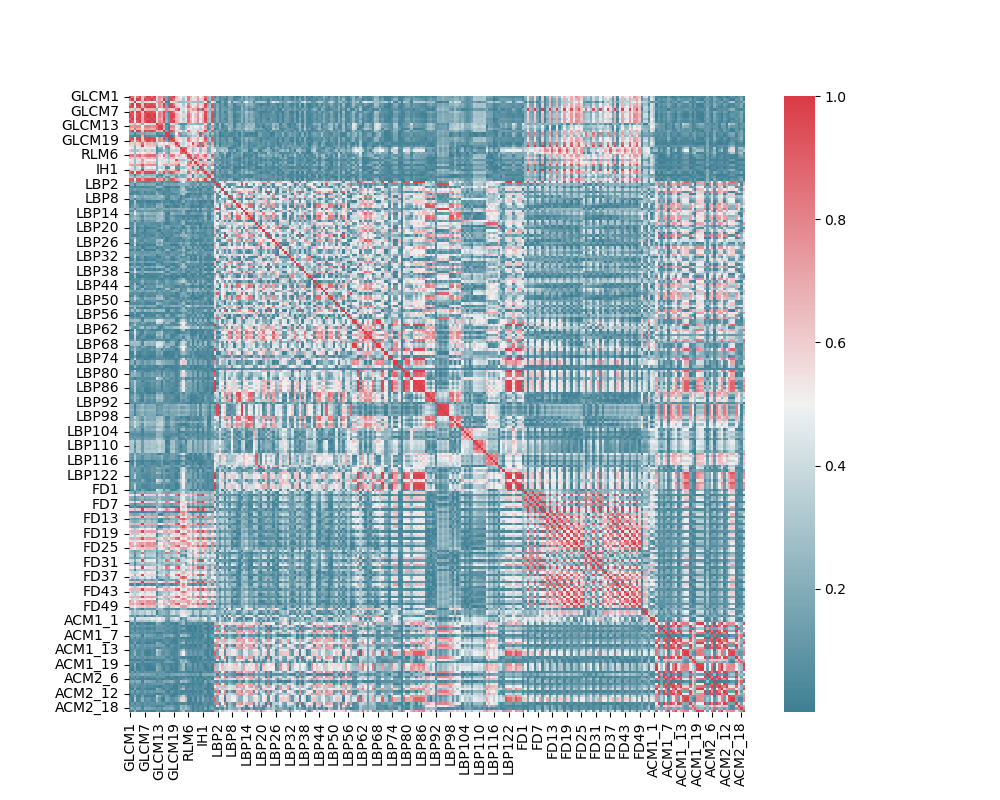 GLCM1
GLCM7
GLCM13
GLCM19
RLM6
IH1
LBP2
LBP8
LBP14
LBP20
LBP26
LBP32
LBP38
LBP44
LBP50
LBP56
LBP62
LBP68
LBP74
LBP80
LBP86
LBP92
LBP98
LBP104
LBP110
LBP116
LBP122
FD1
FD7
FD13
FD19
FD25
FD31
FD37
FD43
FD49
ACM1_1
ACM1_7
ACM1_13
ACM1_19
ACM2_6
ACM2_12
ACM2_18
GLCM1
GLCM7
GLCM13
GLCM19
RLM6
IH1
LBP2
LBP8
LBP14
LBP20
LBP26
LBP32
LBP38
LBP44
LBP50
LBP56
LBP62
LBP68
LBP74
LBP80
LBP86
LBP92
LBP98
LBP104
LBP110
LBP116
LBP122
FD1
FD7
FD13
FD19
FD25
FD31
FD37
FD43
FD49
ACM1_1
ACM1_7
ACM1_13
ACM1_19
ACM2_6
ACM2_12
ACM2_18
1.0
0.8
0.6
0.4
0.2